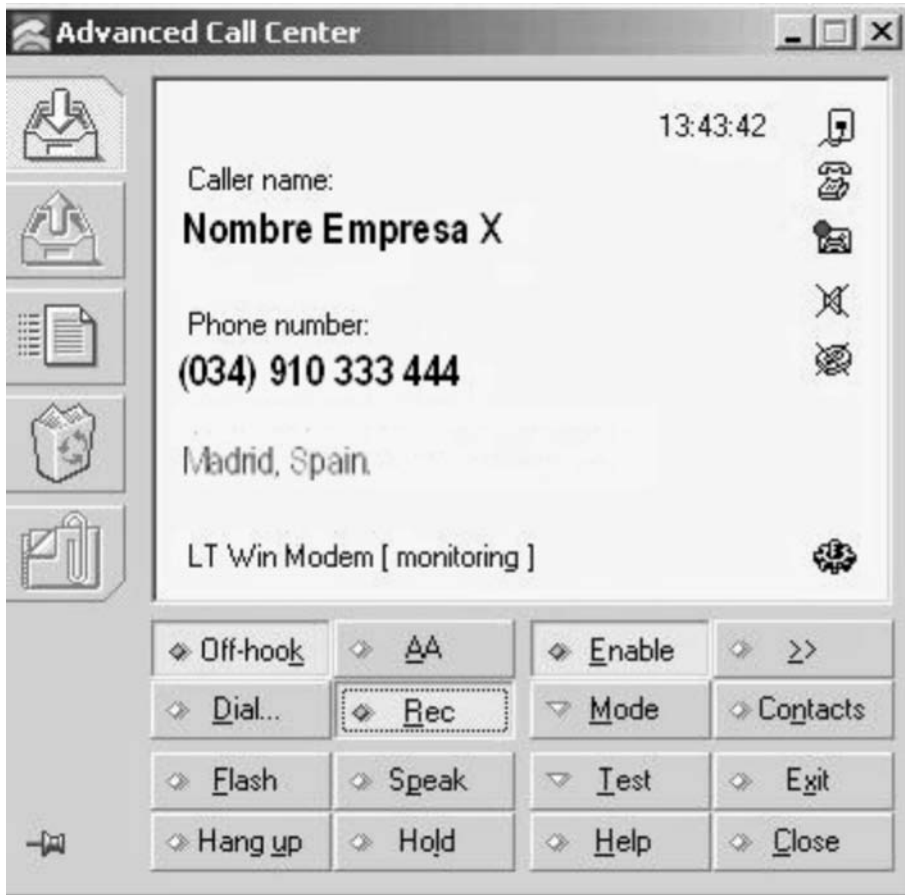 Advanced Call Center
13:43:42
Caller name:
Nombre Empresa X
Phone number:
(034) 910 333 444
Madrid, Spain.
LT Win Modem [ monitoring ]
Off-hook AA Enable >>
Dial... Rec Mode Contacts
Flash Speak Test Exit
Hang up Hold Help Close